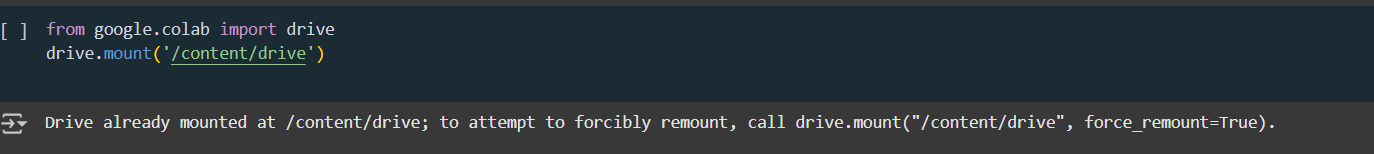 [ ] from google.colab import drive
drive.mount('/content/drive')
Drive already mounted at /content/drive; to attempt to forcibly remount, call drive.mount("/content/drive", force_remount=True).